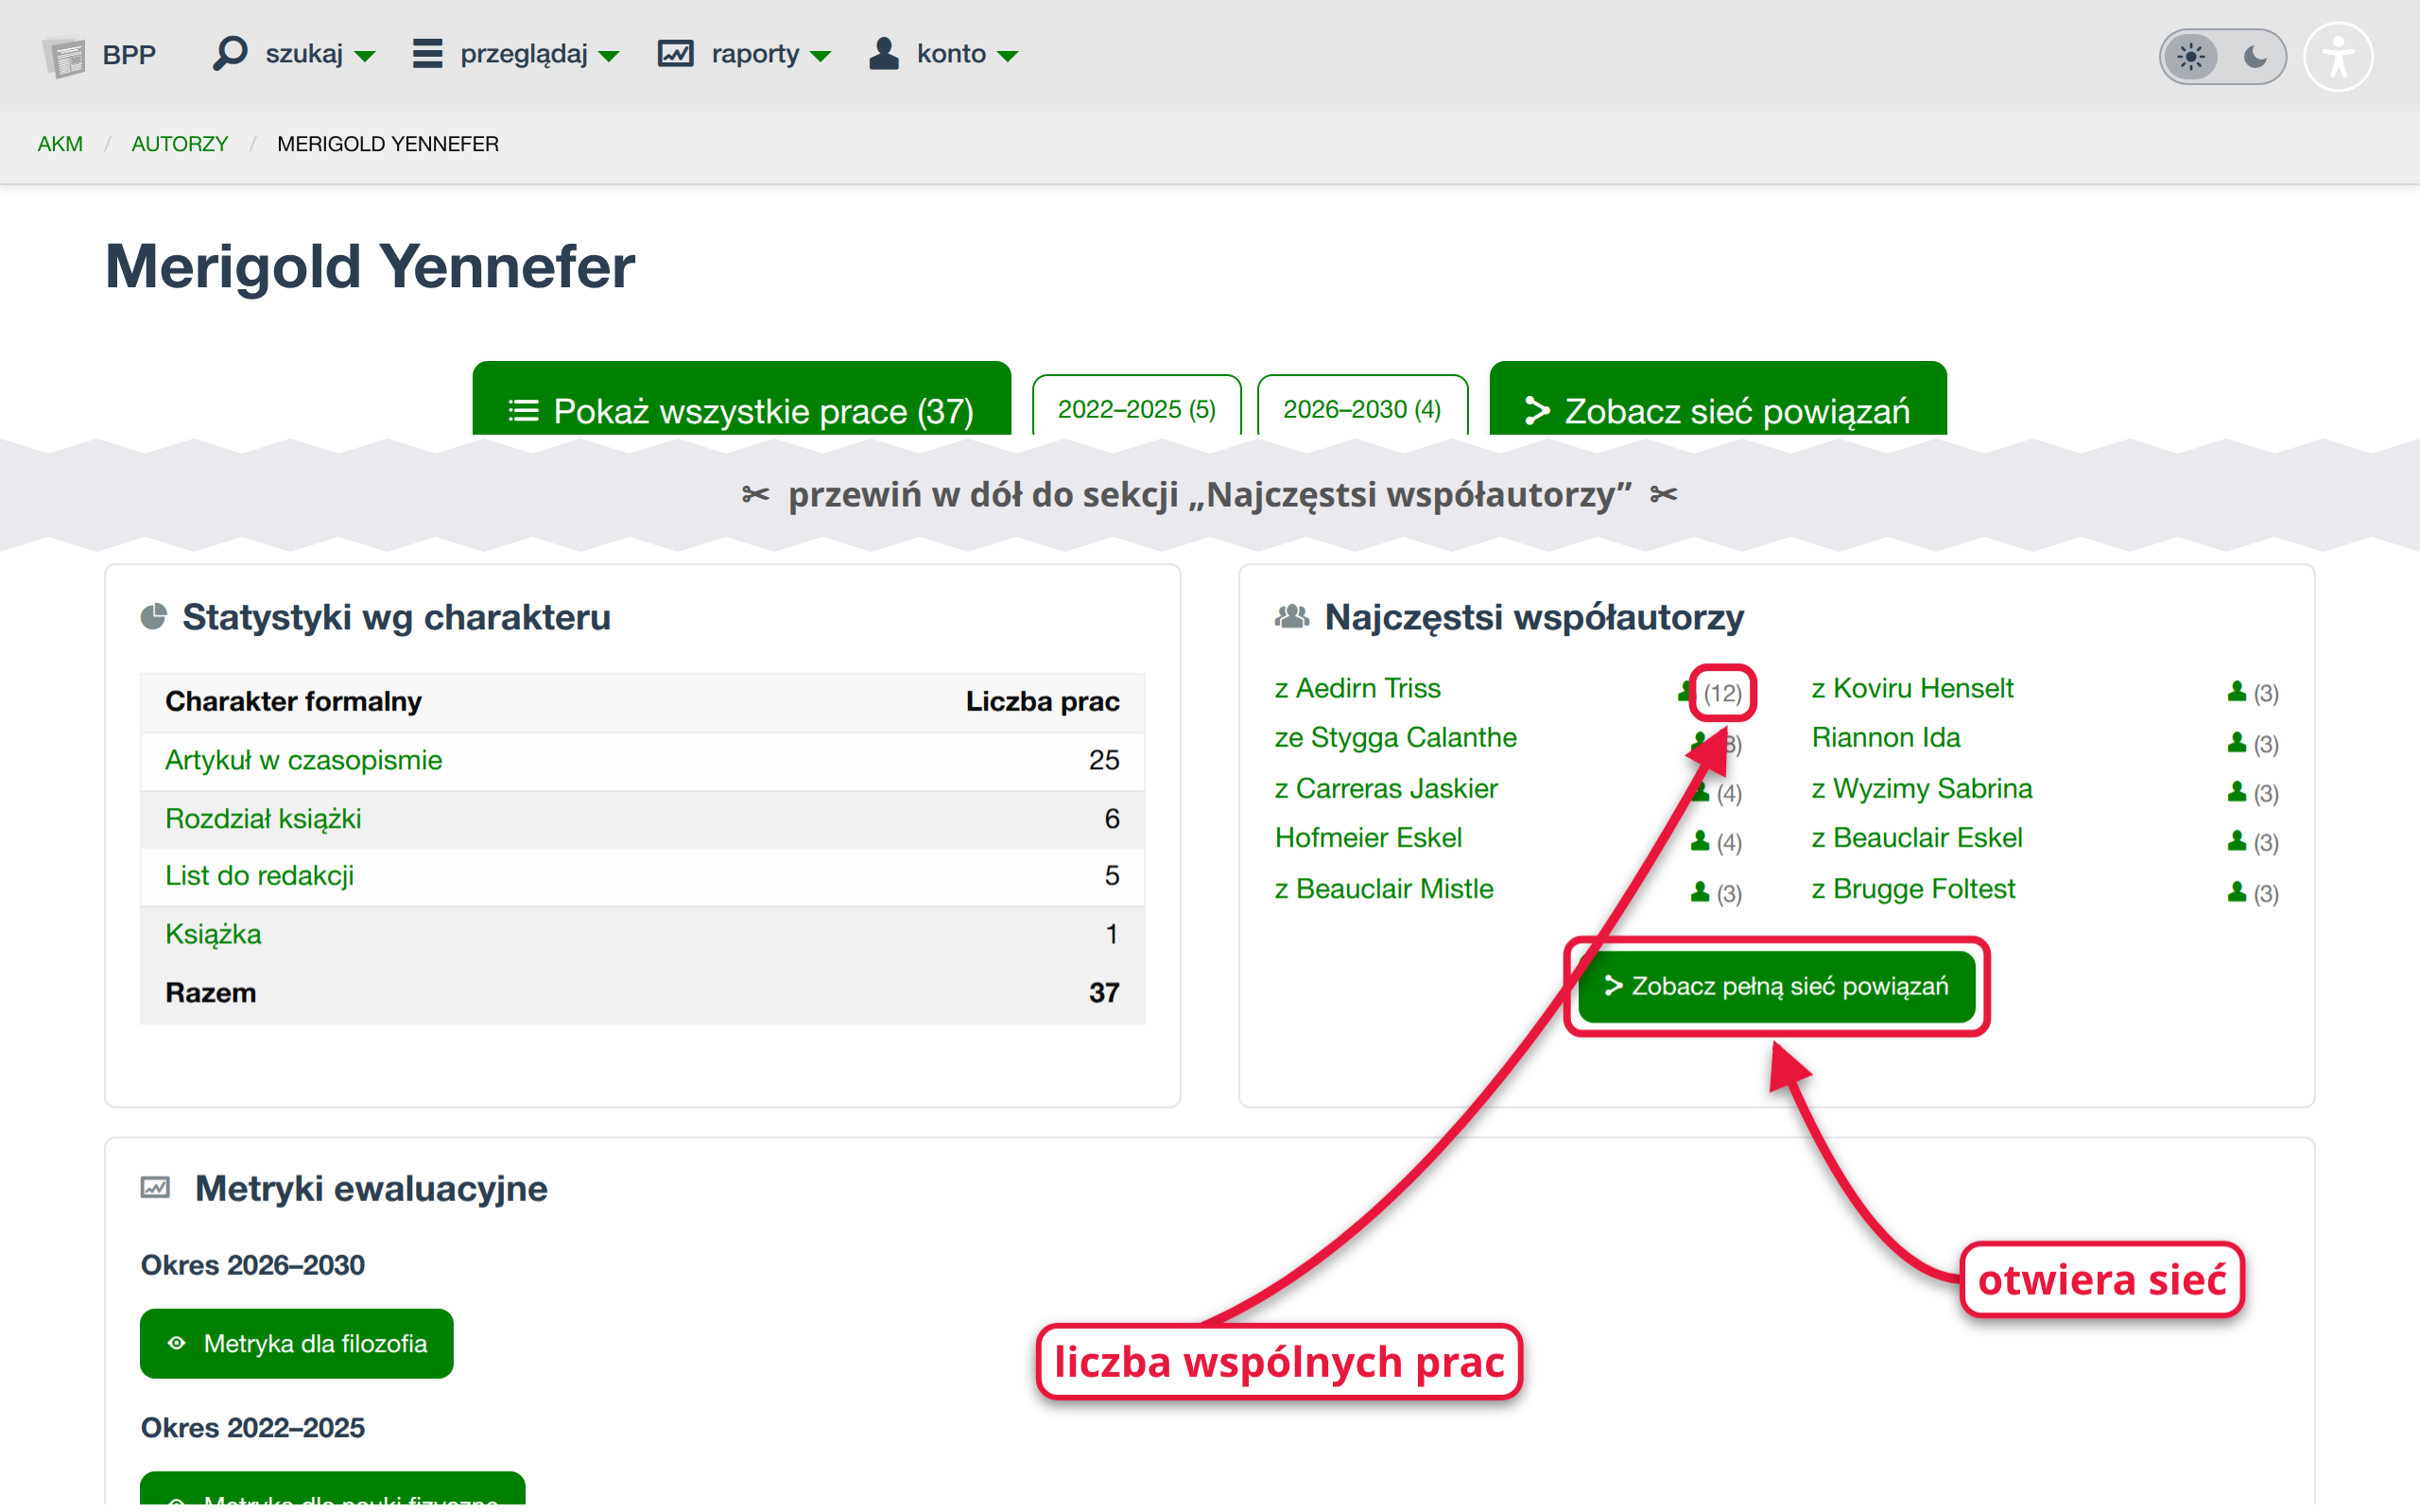 BPP szukaj przeglądaj raporty konto
AKM / AUTORZY / MERIGOLD YENNEFER
Merigold Yennefer
Pokaż wszystkie prace (37) 2022–2025 (5) 2026–2030 (4) Zobacz sieć powiązań
✂ przewiń w dół do sekcji „Najczęstsi współautorzy” ✂
Statystyki wg charakteru
Charakter formalny Liczba prac
Artykuł w czasopismie 25
Rozdział książki 6
List do redakcji 5
Książka 1
Razem 37
Najczęstsi współautorzy
z Aedirn Triss (12)
ze Stygga Calanthe
z Carreras Jaskier (4)
Hofmeier Eskel (4)
z Beauclair Mistle (3)
z Koviru Henselt (3)
Riannon Ida (3)
z Wyzimy Sabrina (3)
z Beauclair Eskel (3)
z Brugge Foltest (3)
Zobacz pełną sieć powiązań
otwiera sieć
liczba wspólnych prac
Metryki ewaluacyjne
Okres 2026–2030
Metryka dla filozofia
Okres 2022–2025